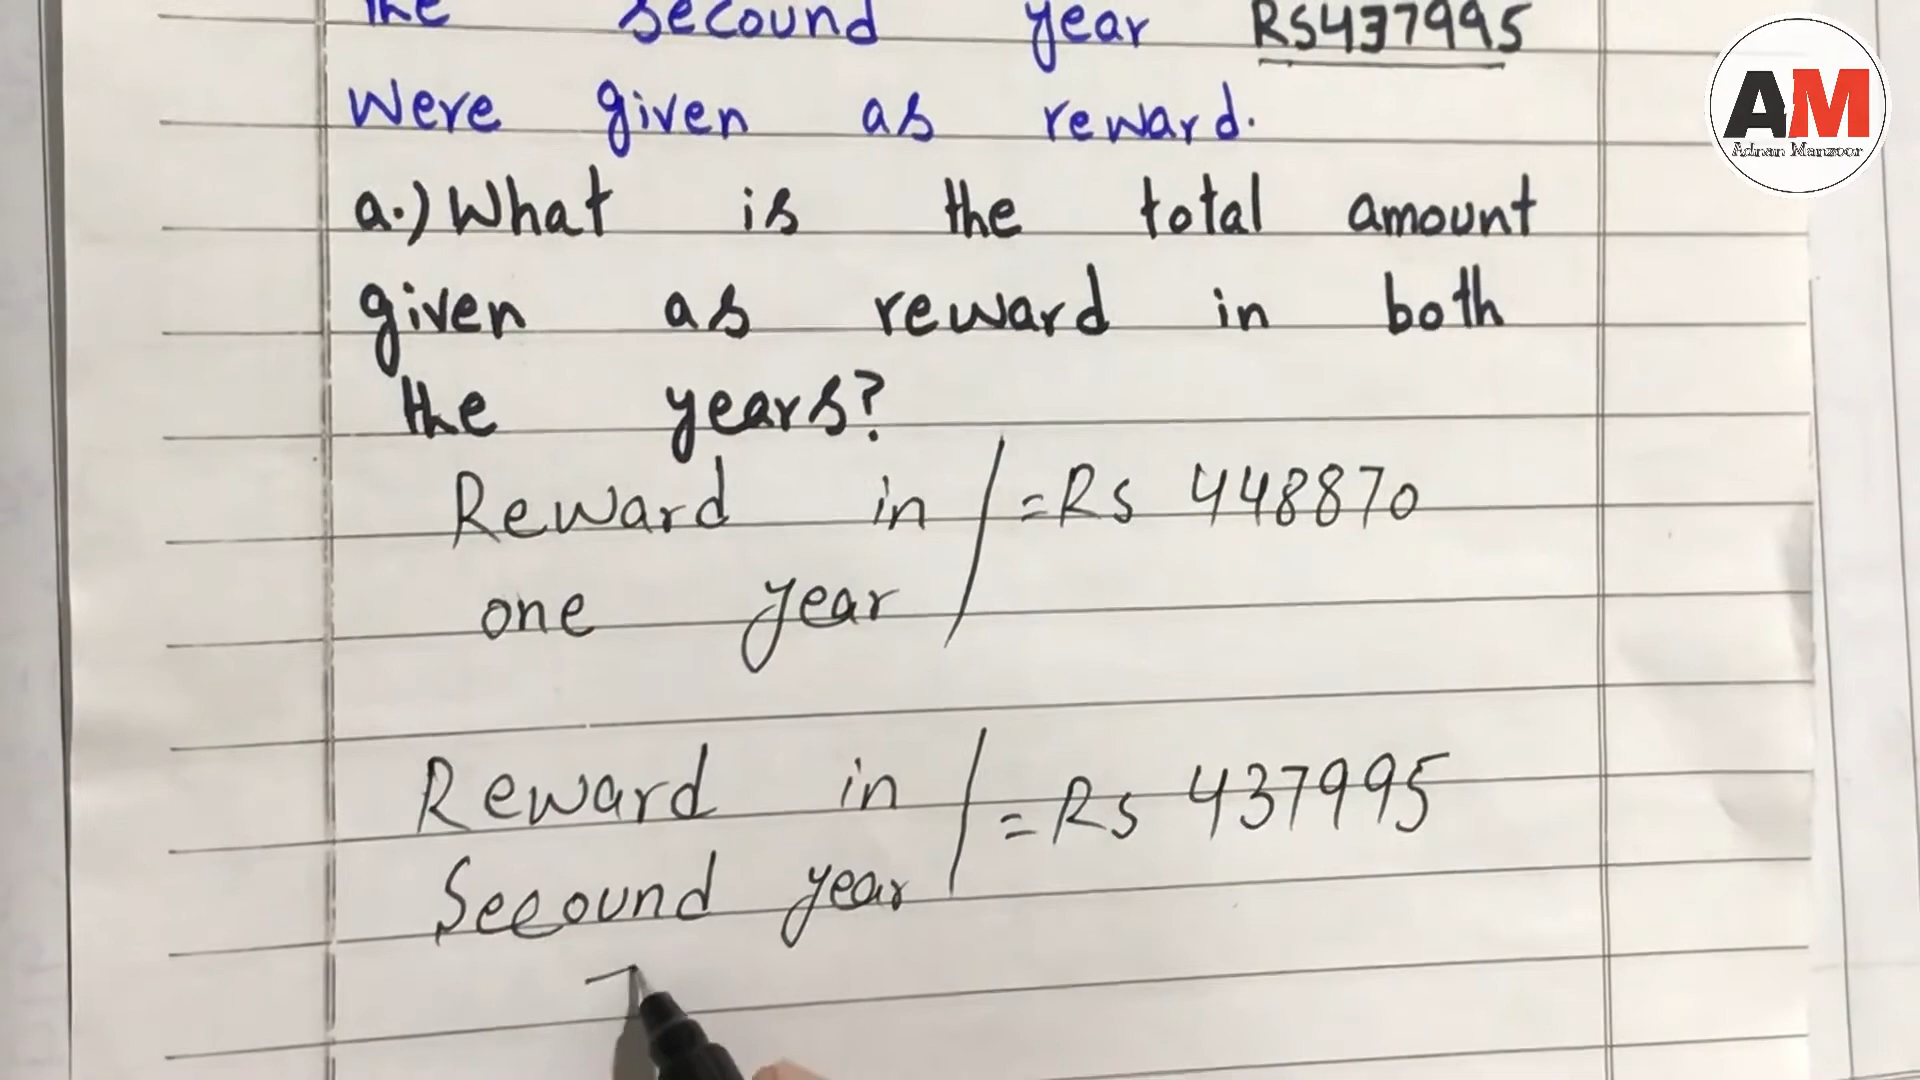 the secound year RS437995
were given as reward.
a.) What is the total amount
given as reward in both
the years?
Reward in = Rs 448870
one year
Reward in = Rs 437995
Secound year
AM
Adnan Manzoor